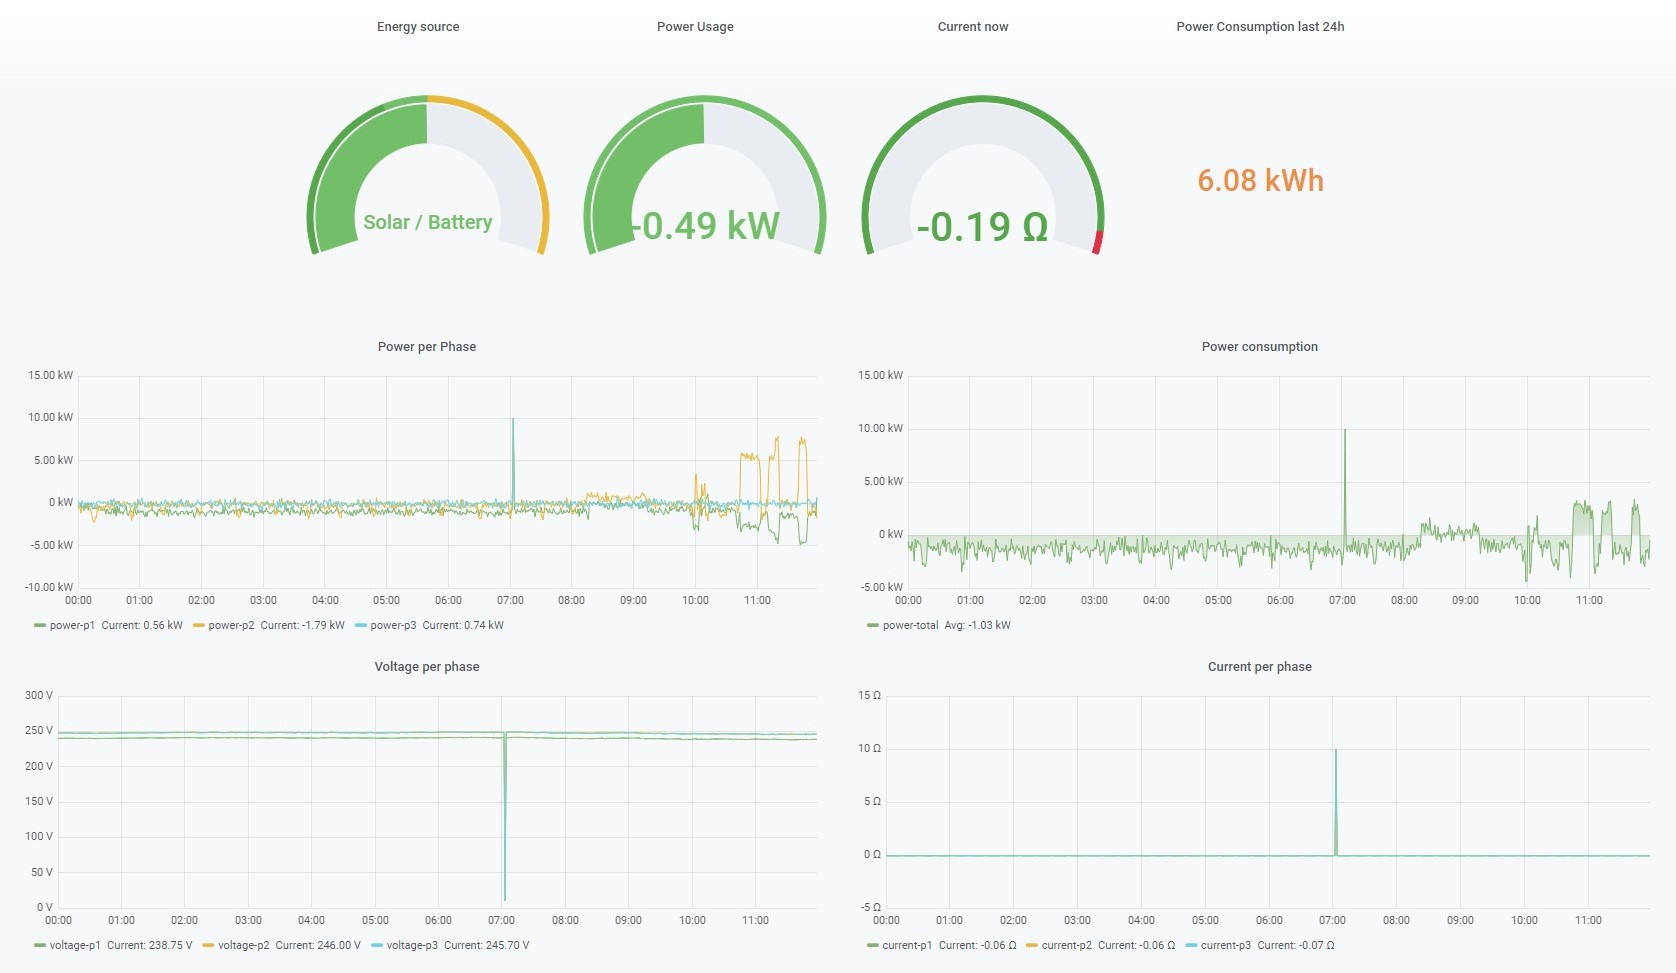 Energy source
Power Usage
Current now
Power Consumption last 24h
Solar / Battery
-0.49 kW
-0.19 Ω
6.08 kWh
Power per Phase
15.00 kW
10.00 kW
5.00 kW
0 kW
-5.00 kW
-10.00 kW
00:00 01:00 02:00 03:00 04:00 05:00 06:00 07:00 08:00 09:00 10:00 11:00
power-p1 Current: 0.56 kW power-p2 Current: -1.79 kW power-p3 Current: 0.74 kW
Power consumption
15.00 kW
10.00 kW
5.00 kW
0 kW
-5.00 kW
00:00 01:00 02:00 03:00 04:00 05:00 06:00 07:00 08:00 09:00 10:00 11:00
power-total Avg: -1.03 kW
Voltage per phase
300 V
250 V
200 V
150 V
100 V
50 V
0 V
00:00 01:00 02:00 03:00 04:00 05:00 06:00 07:00 08:00 09:00 10:00 11:00
voltage-p1 Current: 238.75 V voltage-p2 Current: 246.00 V voltage-p3 Current: 245.70 V
Current per phase
15 Ω
10 Ω
5 Ω
0 Ω
-5 Ω
00:00 01:00 02:00 03:00 04:00 05:00 06:00 07:00 08:00 09:00 10:00 11:00
current-p1 Current: -0.06 Ω current-p2 Current: -0.06 Ω current-p3 Current: -0.07 Ω